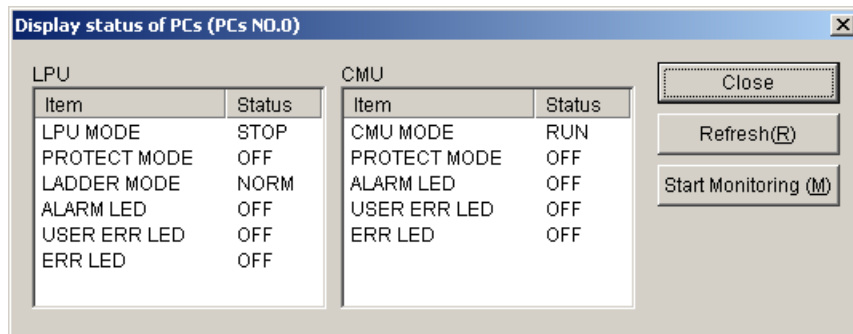 Display status of PCs (PCs NO.0)
LPU
Item Status
LPU MODE STOP
PROTECT MODE OFF
LADDER MODE NORM
ALARM LED OFF
USER ERR LED OFF
ERR LED OFF
CMU
Item Status
CMU MODE RUN
PROTECT MODE OFF
ALARM LED OFF
USER ERR LED OFF
ERR LED OFF
Close
Refresh(R)
Start Monitoring (M)